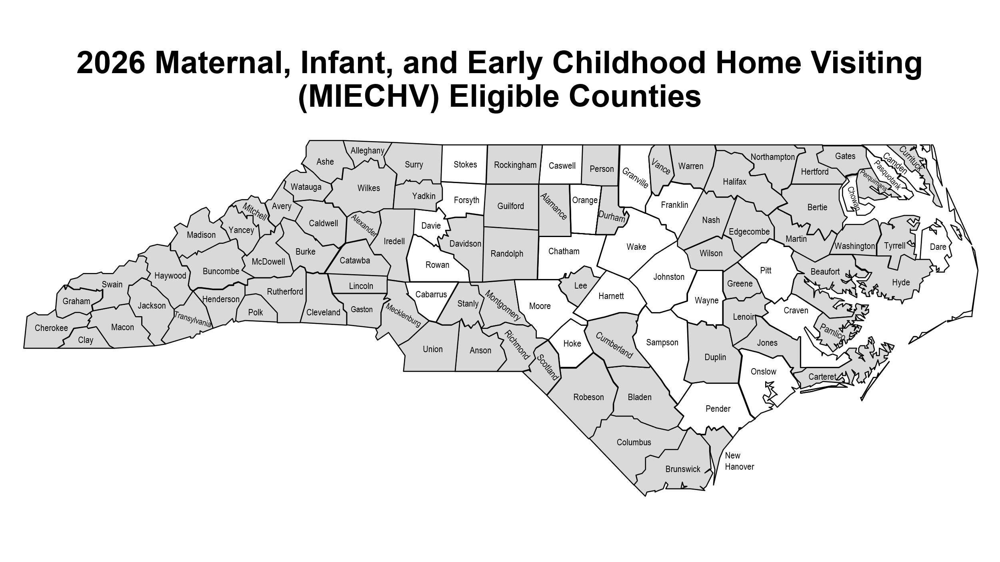 2026 Maternal, Infant, and Early Childhood Home Visiting
(MIECHV) Eligible Counties
Alleghany
Ashe
Surry
Stokes
Rockingham
Caswell
Person
Granville
Vance
Warren
Northampton
Halifax
Hertford
Gates
Currituck
Camden
Pasquotank
Perquimans
Chowan
Watauga
Wilkes
Yadkin
Forsyth
Guilford
Alamance
Orange
Durham
Franklin
Nash
Edgecombe
Bertie
Mitchell
Avery
Caldwell
Alexander
Davie
Madison
Yancey
Iredell
Davidson
Randolph
Chatham
Wake
Wilson
Martin
Washington
Tyrrell
Dare
Burke
McDowell
Catawba
Rowan
Buncombe
Haywood
Swain
Graham
Jackson
Henderson
Rutherford
Lincoln
Cabarrus
Stanly
Montgomery
Moore
Lee
Harnett
Johnston
Wayne
Greene
Pitt
Beaufort
Hyde
Cherokee
Clay
Macon
Transylvania
Polk
Cleveland
Gaston
Mecklenburg
Union
Anson
Richmond
Scotland
Hoke
Cumberland
Sampson
Duplin
Lenoir
Jones
Craven
Pamlico
Carteret
Onslow
Robeson
Bladen
Pender
Columbus
Brunswick
New
Hanover